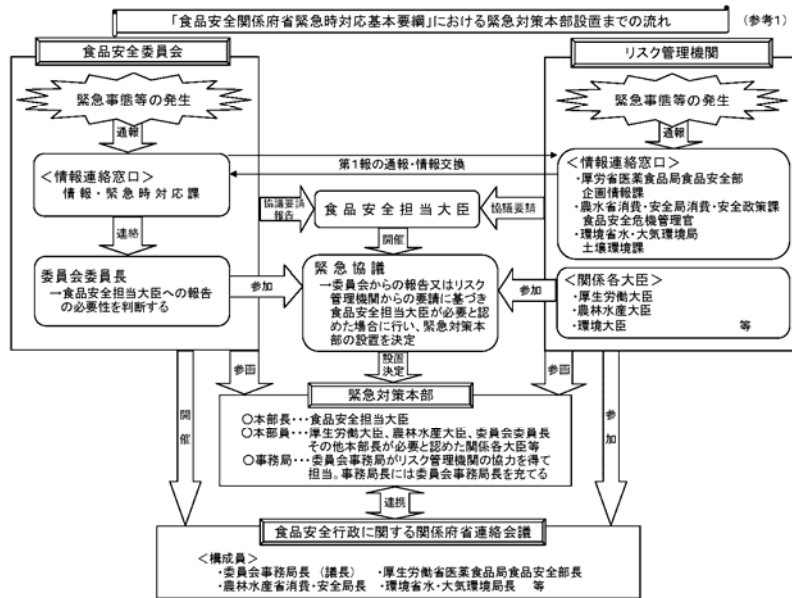 「食品安全関係府省緊急時対応基本要綱」における緊急対策本部設置までの流れ
(参考1)
食品安全委員会
緊急事態等の発生
通報
<情報連絡窓口>
情報・緊急時対応課
連絡
委員会委員長
→食品安全担当大臣への報告
の必要性を判断する
リスク管理機関
緊急事態等の発生
通報
<情報連絡窓口>
・厚労省医薬食品局食品安全部
企画情報課
・農水省消費・安全局消費・安全政策課
食品安全危機管理官
・環境省水・大気環境局
土壌環境課
<関係各大臣>
・厚生労働大臣
・農林水産大臣
・環境大臣 等
第1報の通報・情報交換
協議要請
報告
食品安全担当大臣
協議要請
開催
参加
緊急協議
→委員会からの報告又はリスク
管理機関からの要請に基づき
食品安全担当大臣が必要と認
めた場合に行い、緊急対策本
部の設置を決定
参加
参画
設置
決定
参画
開催
参加
緊急対策本部
○本部長・・・食品安全担当大臣
○本部員・・・厚生労働大臣、農林水産大臣、委員会委員長
その他本部長が必要と認めた関係各大臣等
○事務局・・・委員会事務局がリスク管理機関の協力を得て
担当。事務局長には委員会事務局長を充てる
連携
食品安全行政に関する関係府省連絡会議
<構成員>
・委員会事務局長(議長) ・厚生労働省医薬食品局食品安全部長
・農林水産省消費・安全局長 ・環境省水・大気環境局長 等